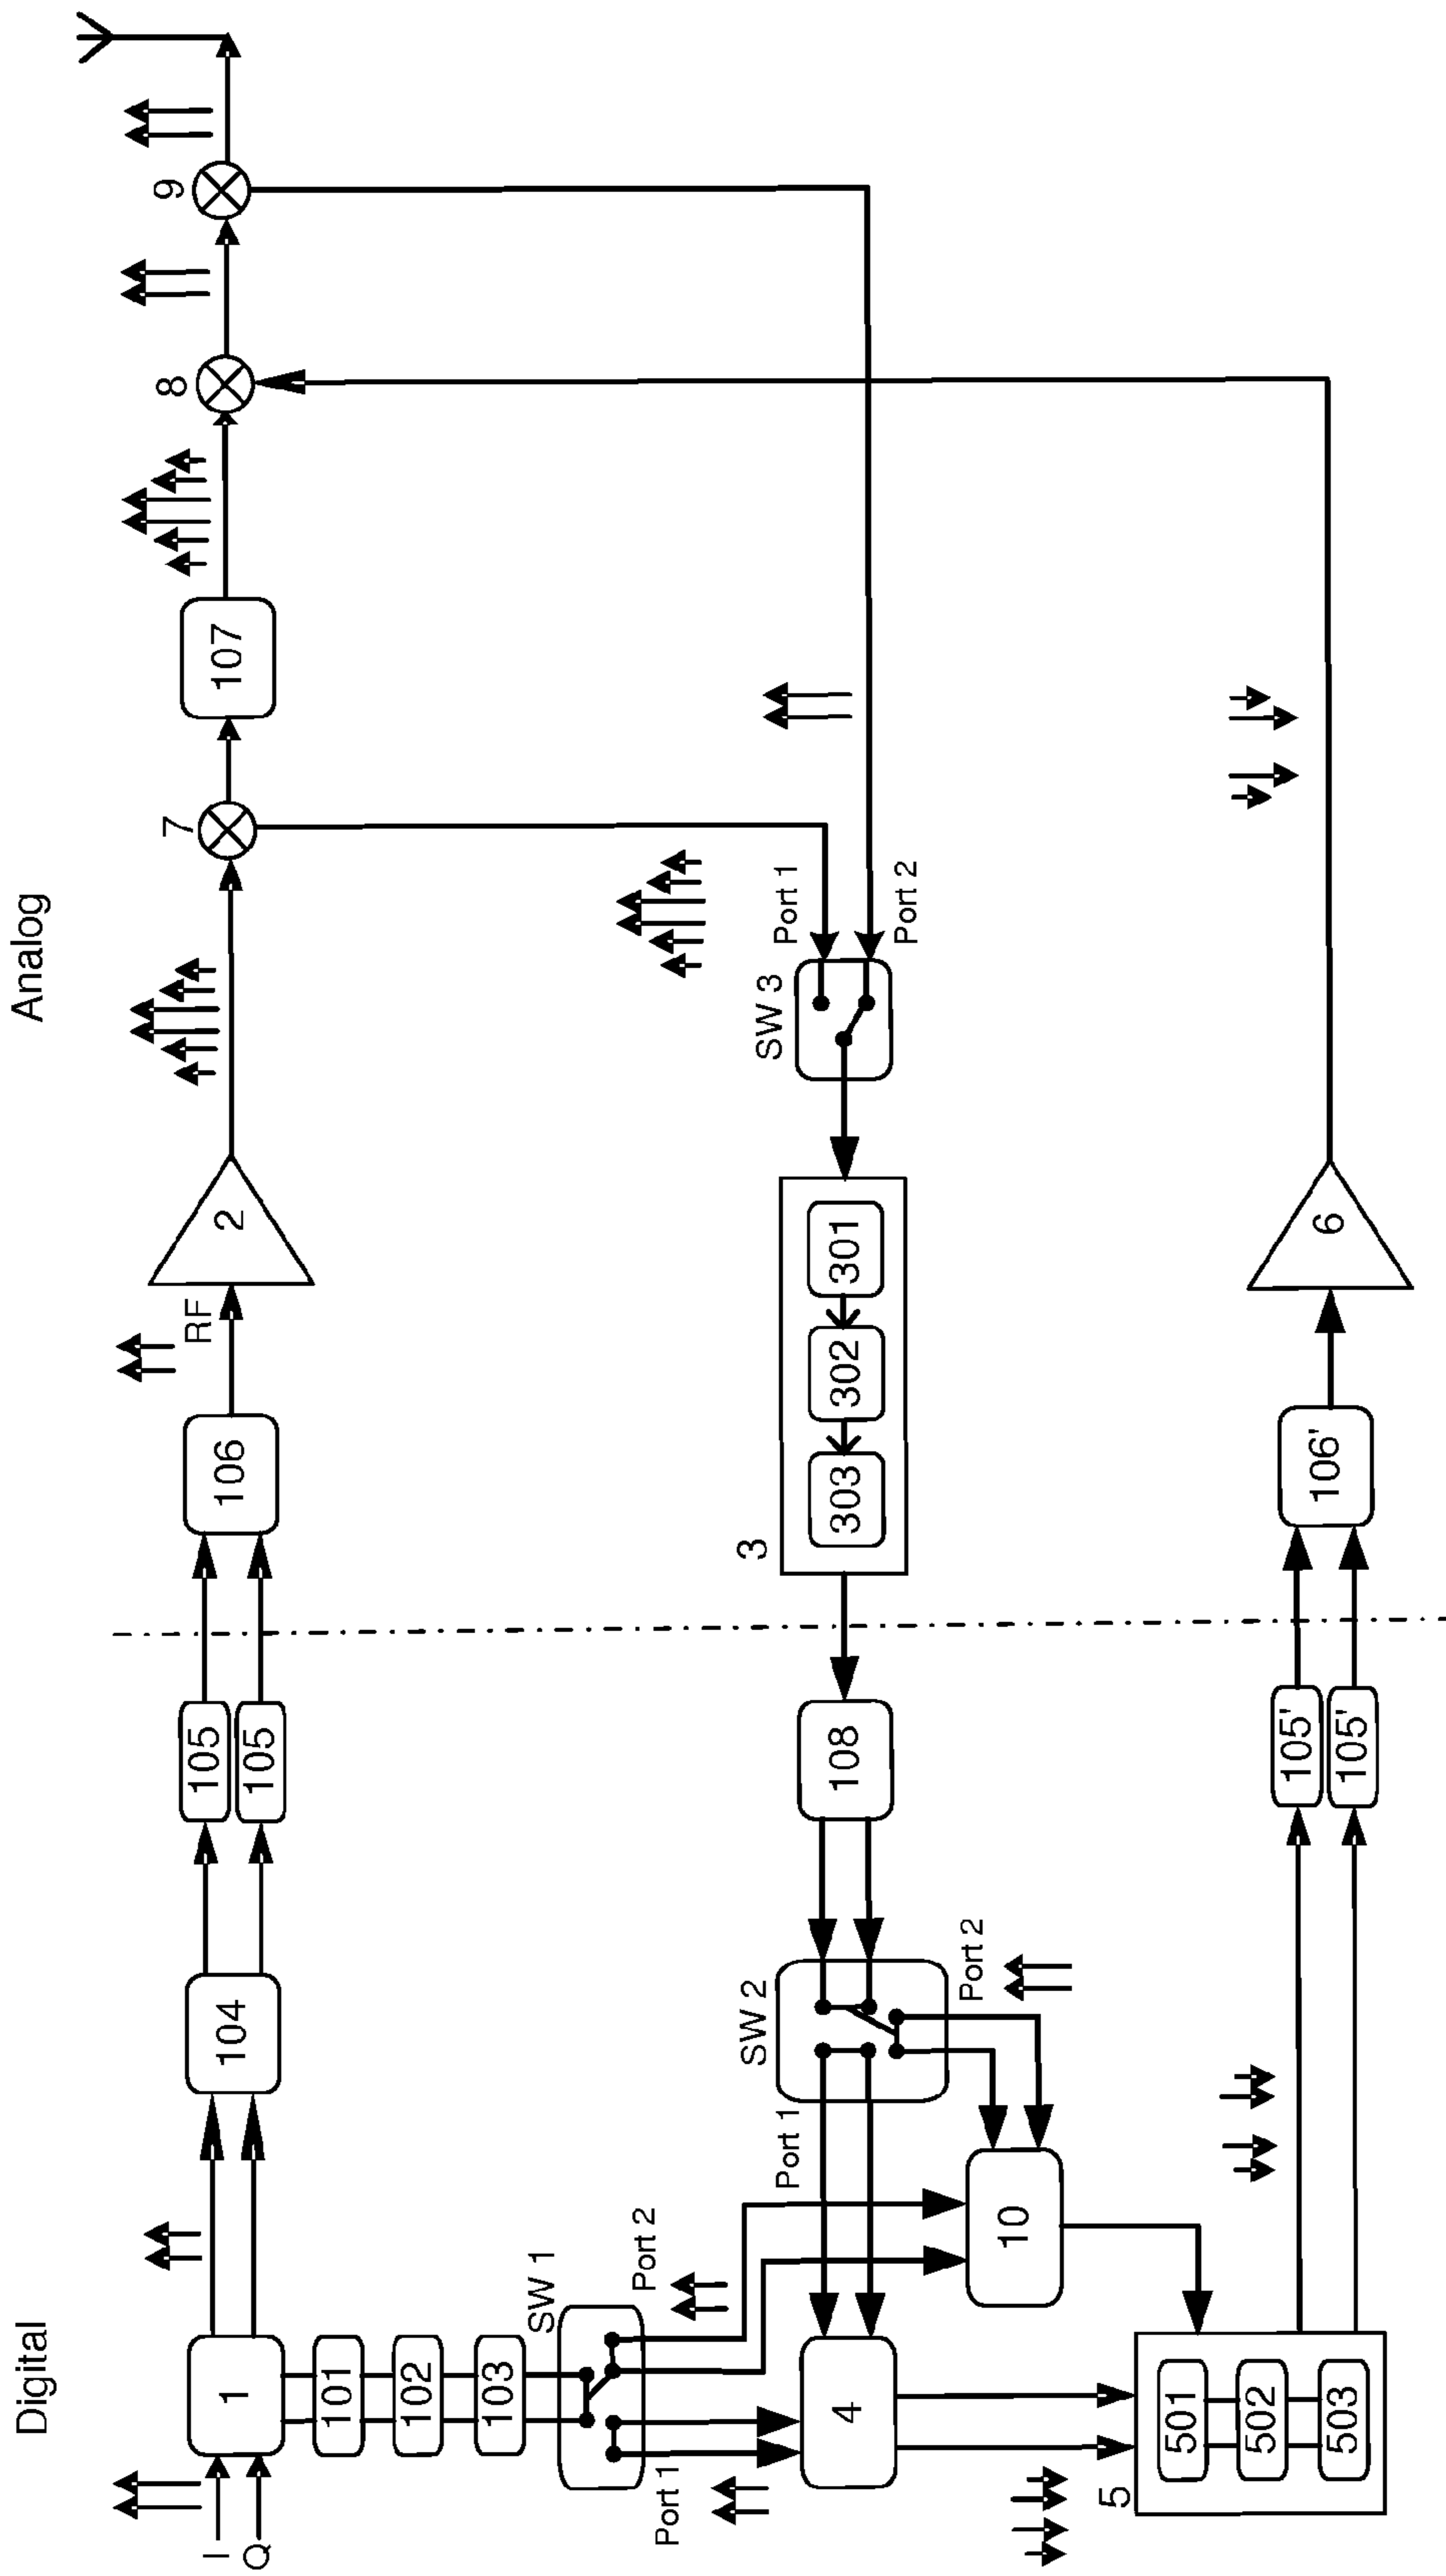 Digital
Analog
I
Q
1
104
105
105
106
RF
2
7
107
8
9
101
102
103
SW 1
Port 1
Port 2
SW 2
Port 1
Port 2
108
3
303
302
301
SW 3
Port 1
Port 2
4
10
5
501
502
503
105'
105'
106'
6